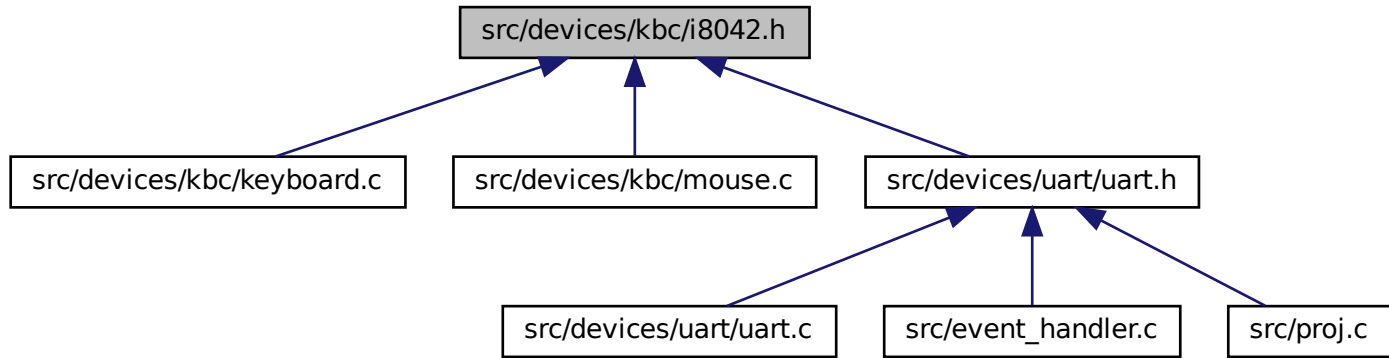 src/devices/kbc/i8042.h
src/devices/kbc/keyboard.c
src/devices/kbc/mouse.c
src/devices/uart/uart.h
src/devices/uart/uart.c
src/event_handler.c
src/proj.c